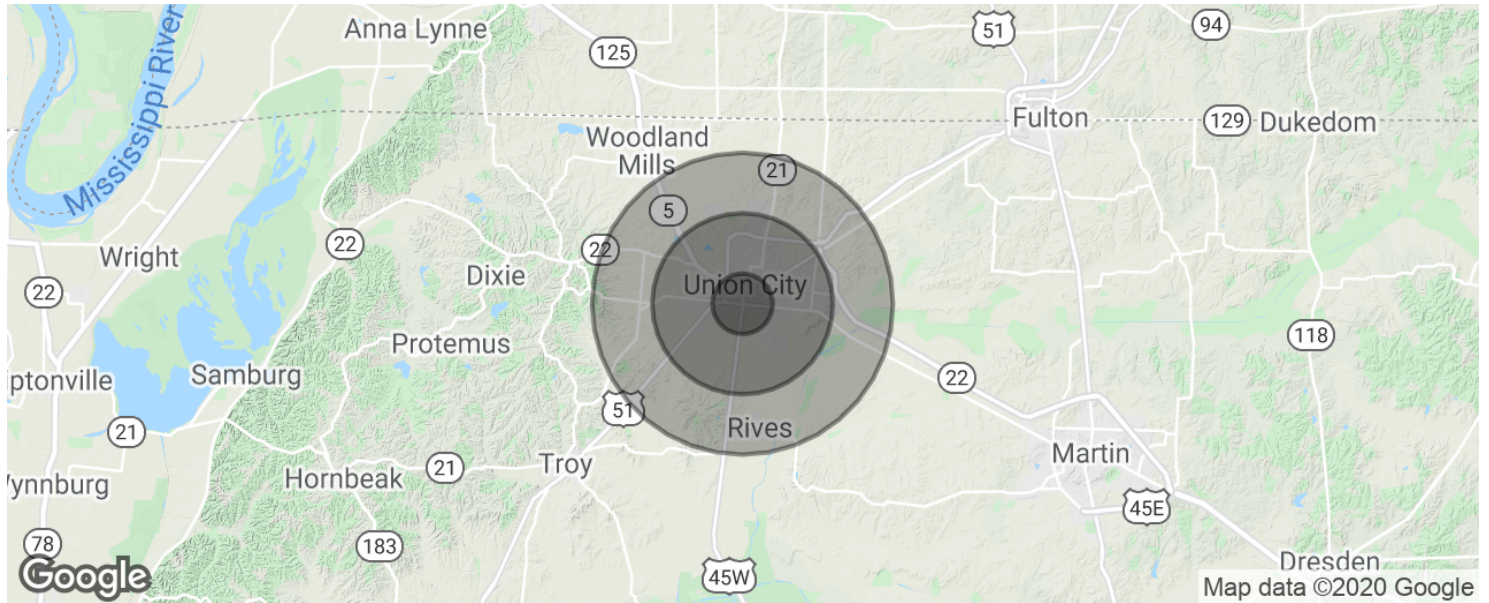 Anna Lynne
51
94
125
Mississippi River
Fulton
129
Dukedom
Woodland
Mills
21
5
22
22
Wright
Dixie
Union City
22
Protemus
118
Samburg
iptonville
22
51
21
Rives
Troy
Martin
Hornbeak
21
Wynnburg
45E
78
183
45W
Dresden
Google
Map data ©2020 Google